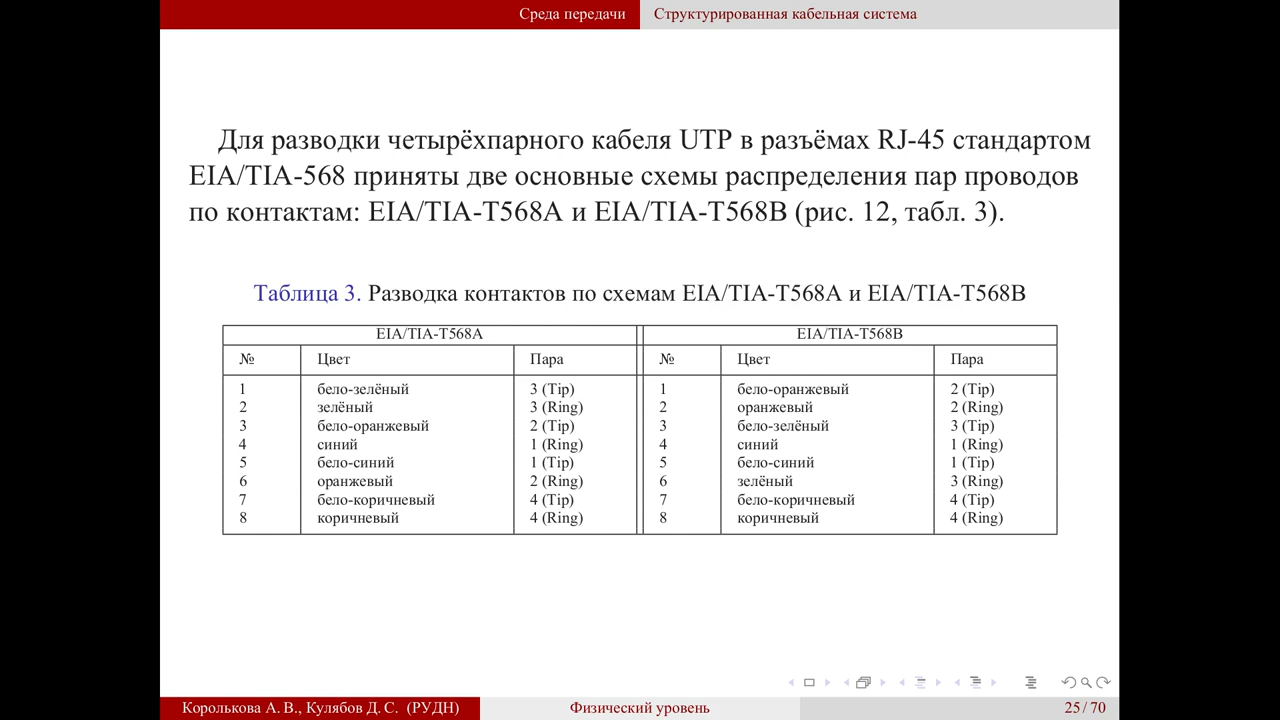 Среда передачи Структурированная кабельная система
Для разводки четырёхпарного кабеля UTP в разъёмах RJ-45 стандартом
EIA/TIA-568 приняты две основные схемы распределения пар проводов
по контактам: EIA/TIA-T568A и EIA/TIA-T568B (рис. 12, табл. 3).
Таблица 3. Разводка контактов по схемам EIA/TIA-T568A и EIA/TIA-T568B
EIA/TIA-T568A EIA/TIA-T568B
№ Цвет Пара № Цвет Пара
1 бело-зелёный 3 (Tip) 1 бело-оранжевый 2 (Tip)
2 зелёный 3 (Ring) 2 оранжевый 2 (Ring)
3 бело-оранжевый 2 (Tip) 3 бело-зелёный 3 (Tip)
4 синий 1 (Ring) 4 синий 1 (Ring)
5 бело-синий 1 (Tip) 5 бело-синий 1 (Tip)
6 оранжевый 2 (Ring) 6 зелёный 3 (Ring)
7 бело-коричневый 4 (Tip) 7 бело-коричневый 4 (Tip)
8 коричневый 4 (Ring) 8 коричневый 4 (Ring)
Королькова А. В., Кулябов Д. С. (РУДН) Физический уровень 25 / 70